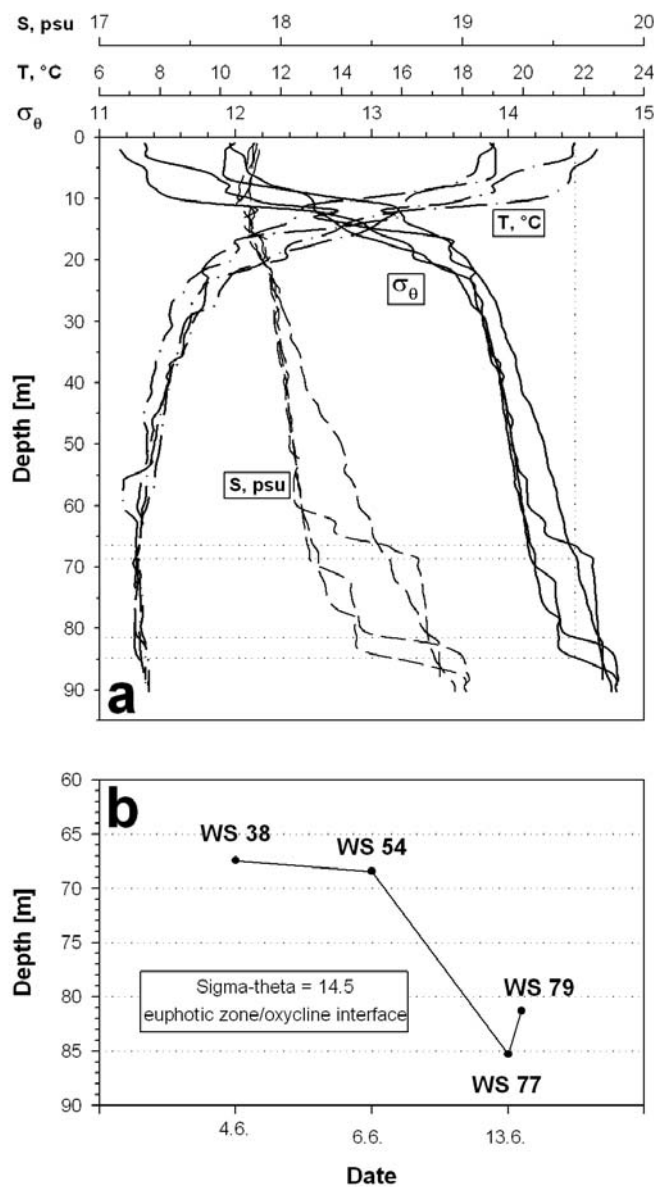 S, psu 17 18 19 20
T, °C 6 8 10 12 14 16 18 20 22 24
σθ 11 12 13 14 15
0
10
T, °C
20
σθ
30
40
50
S, psu
60
70
80
90
Depth [m]
a
b
60
65
WS 38
WS 54
70
75
80
Sigma-theta = 14.5
euphotic zone/oxycline interface
WS 79
85
WS 77
90
Depth [m]
4.6. 6.6. 13.6.
Date